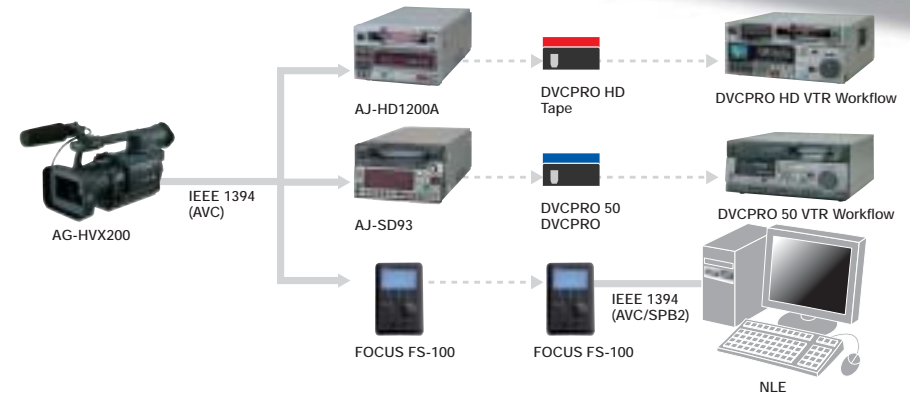 AJ-HD1200A
DVCPRO HD
Tape
DVCPRO HD VTR Workflow
AG-HVX200
IEEE 1394
(AVC)
AJ-SD93
DVCPRO 50
DVCPRO
DVCPRO 50 VTR Workflow
FOCUS FS-100
FOCUS FS-100
IEEE 1394
(AVC/SPB2)
NLE